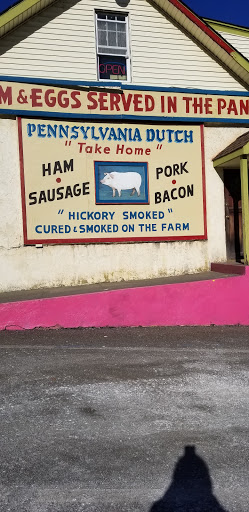 OPEN
M & EGGS SERVED IN THE PAN
PENNSYLVANIA DUTCH
"Take Home"
HAM • SAUSAGE
PORK • BACON
"HICKORY SMOKED"
CURED & SMOKED ON THE FARM